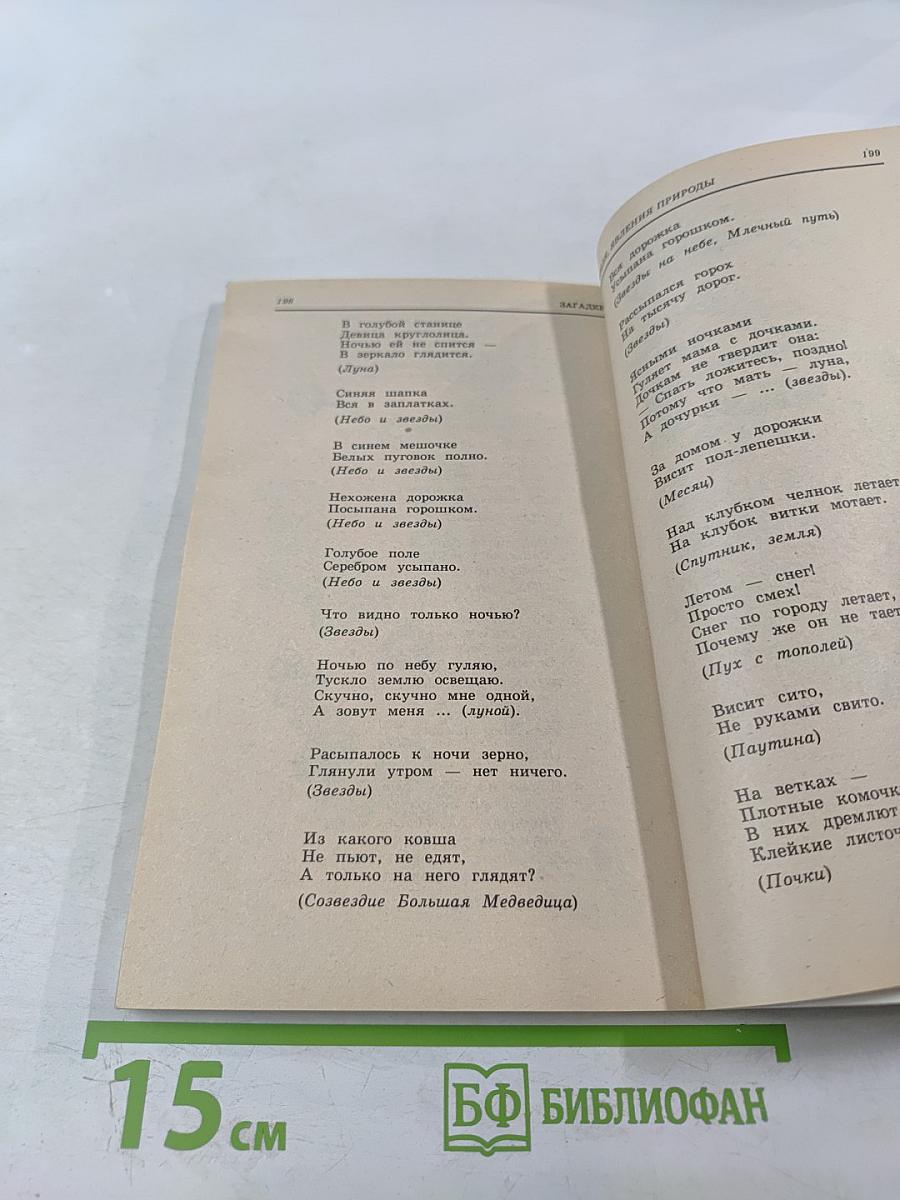 198
ЗАГАДКИ
В голубой станице
Девица круглолица.
Ночью ей не спится —
В зеркало глядится.
(Луна)
Синяя шапка
Вся в заплатках.
(Небо и звезды)
В синем мешочке
Белых пуговок полно.
(Небо и звезды)
Нехожена дорожка
Посыпана горошком.
(Небо и звезды)
Голубое поле
Серебром усыпано.
(Небо и звезды)
Что видно только ночью?
(Звезды)
Ночью по небу гуляю,
Тускло землю освещаю.
Скучно, скучно мне одной,
А зовут меня ... (луной).
Расыпалось к ночи зерно,
Глянули утром — нет ничего.
(Звезды)
Из какого ковша
Не пьют, не едят,
А только на него глядят?
(Созвездие Большая Медведица)
ЯВЛЕНИЯ ПРИРОДЫ
199
Вся дорожка
Усыпана горошком.
(Звезды на небе, Млечный путь)
Рассыпался горох
На тысячу дорог.
(Звезды)
Ясными ночками
Гуляет мама с дочками.
Дочкам не твердит она:
— Спать ложитесь, поздно!
Потому что мать — луна,
А дочурки — ... (звезды).
За домом у дорожки
Висит пол-лепешки.
(Месяц)
Над клубком челнок летает,
На клубок витки мотает.
(Спутник, земля)
Летом — снег!
Просто смех!
Снег по городу летает,
Почему же он не тает
(Пух с тополей)
Висит сито,
Не руками свито.
(Паутина)
На ветках —
Плотные комочк
В них дремлют
Клейкие листоч
(Почки)
15 см
БФ БИБЛИОФАН